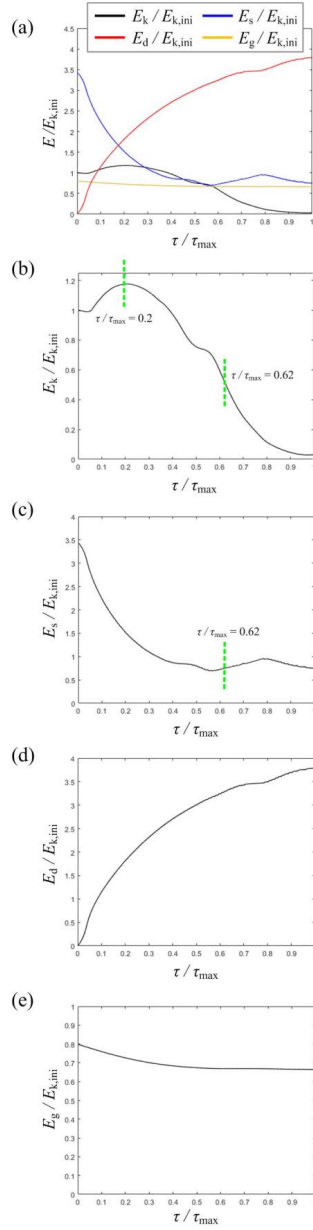 (a)
E_k / E_k,ini
E_s / E_k,ini
E_d / E_k,ini
E_g / E_k,ini
E / E_k,ini
4.5
4
3.5
3
2.5
2
1.5
1
0.5
0
0 0.1 0.2 0.3 0.4 0.5 0.6 0.7 0.8 0.9 1
τ / τ_max
(b)
E_k / E_k,ini
1.2
1
0.8
0.6
0.4
0.2
0
τ/τ_max = 0.2
τ/τ_max = 0.62
0 0.1 0.2 0.3 0.4 0.5 0.6 0.7 0.8 0.9 1
τ / τ_max
(c)
E_s / E_k,ini
4
3.5
3
2.5
2
1.5
1
0.5
0
τ/τ_max = 0.62
0 0.1 0.2 0.3 0.4 0.5 0.6 0.7 0.8 0.9 1
τ / τ_max
(d)
E_d / E_k,ini
4
3.5
3
2.5
2
1.5
1
0.5
0
0 0.1 0.2 0.3 0.4 0.5 0.6 0.7 0.8 0.9 1
τ / τ_max
(e)
E_g / E_k,ini
1
0.9
0.8
0.7
0.6
0.5
0.4
0.3
0.2
0.1
0
0 0.1 0.2 0.3 0.4 0.5 0.6 0.7 0.8 0.9 1
τ / τ_max